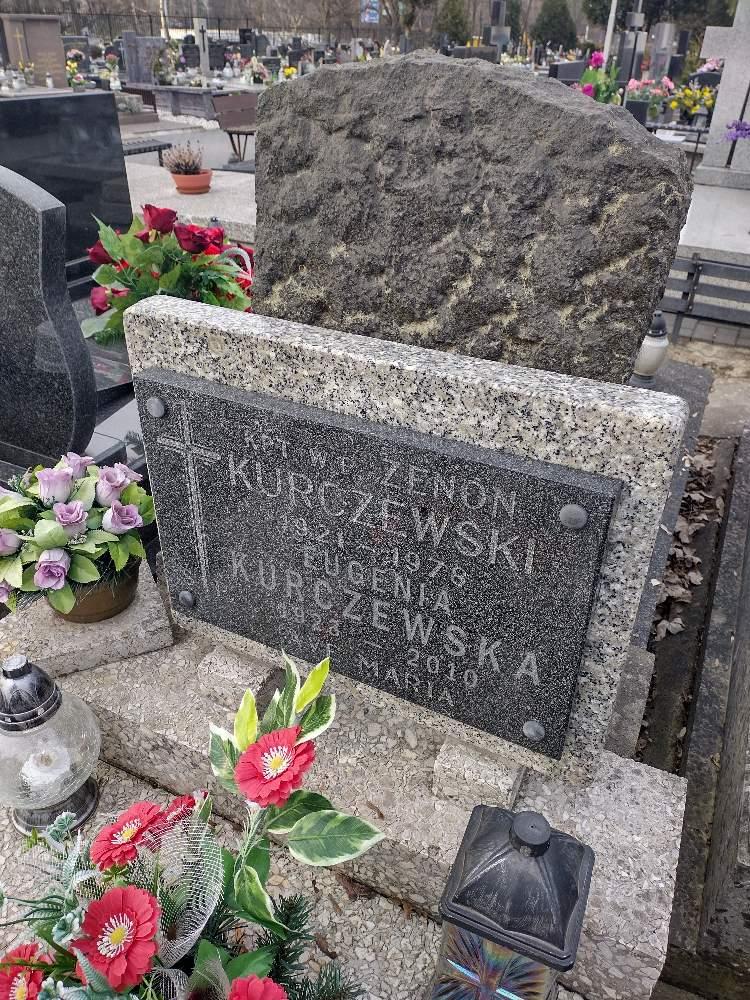 KPT W.P. ZENON
KURCZEWSKI
1921 – 1976
EUGENIA
KURCZEWSKA
– 2010
MARIA